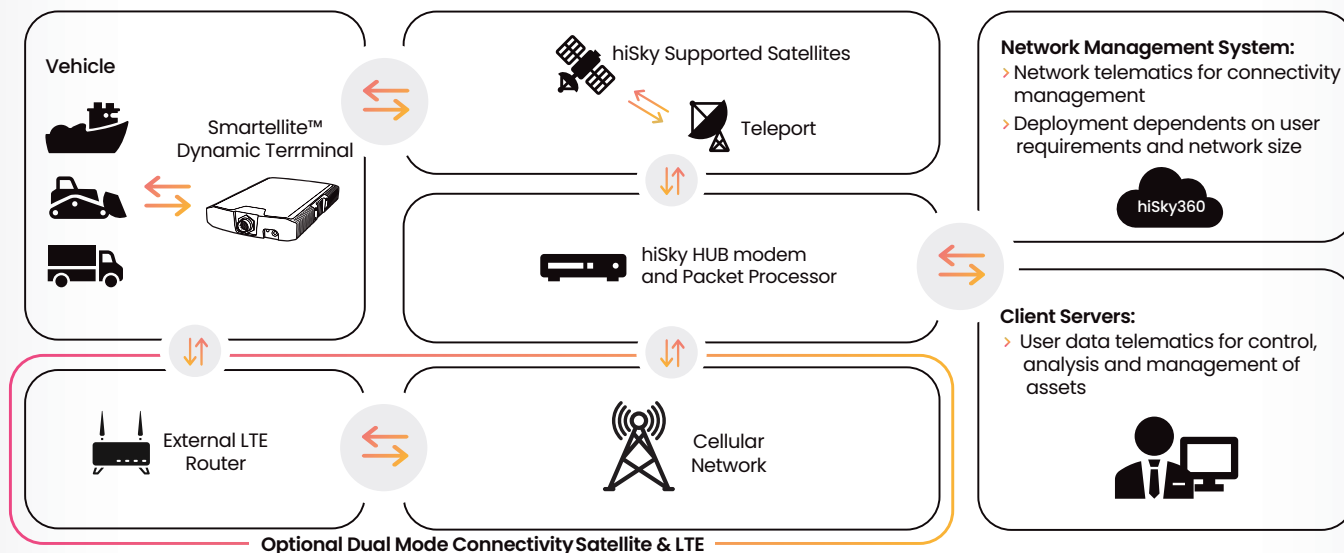 Vehicle
Smartellite™
Dynamic Terrminal
hiSky Supported Satellites
Teleport
hiSky HUB modem
and Packet Processor
External LTE
Router
Cellular
Network
Optional Dual Mode Connectivity Satellite & LTE
Network Management System:
› Network telematics for connectivity
management
› Deployment dependents on user
requirements and network size
hiSky360
Client Servers:
› User data telematics for control,
analysis and management of
assets